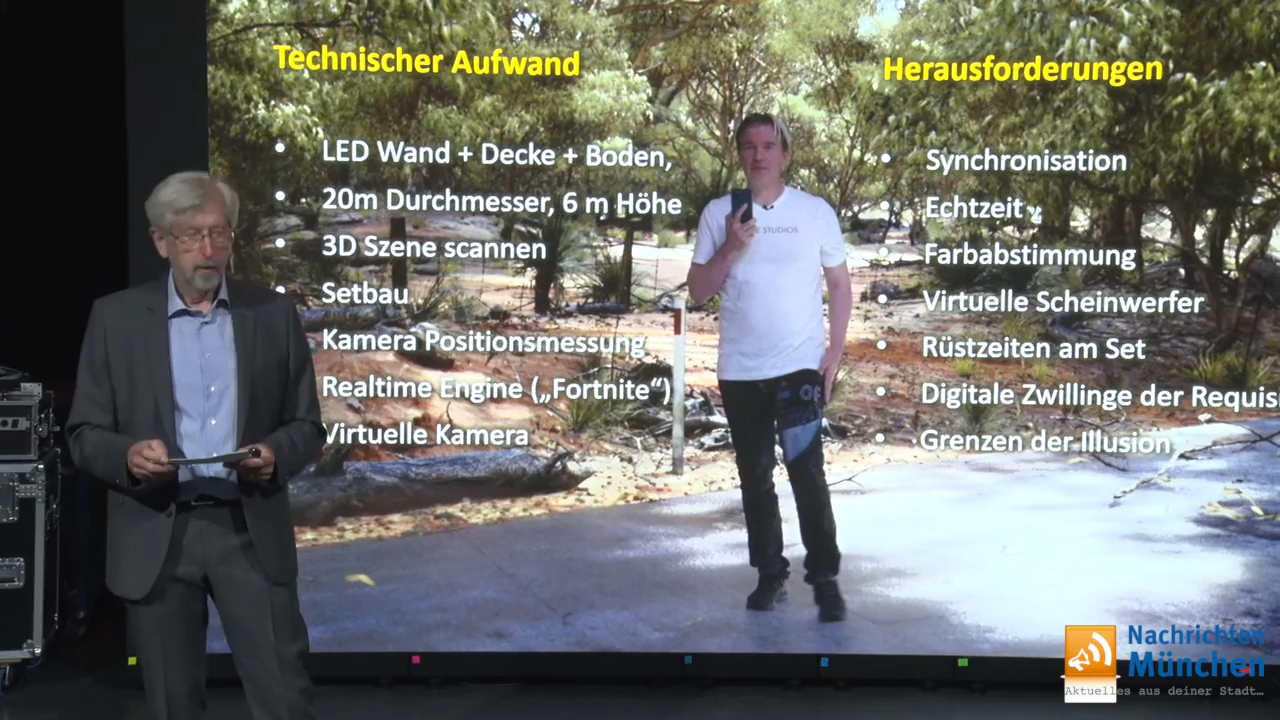 Technischer Aufwand
• LED Wand + Decke + Boden,
• 20m Durchmesser, 6 m Höhe
• 3D Szene scannen
• Setbau
Kamera Positionsmessung
Realtime Engine („Fortnite“)
Virtuelle Kamera
Herausforderungen
• Synchronisation
• Echtzeit
• Farbabstimmung
• Virtuelle Scheinwerfer
• Rüstzeiten am Set
• Digitale Zwillinge der Requis
• Grenzen der Illusion
STUDIOS
Nachrichten
München
Aktuelles aus deiner Stadt…